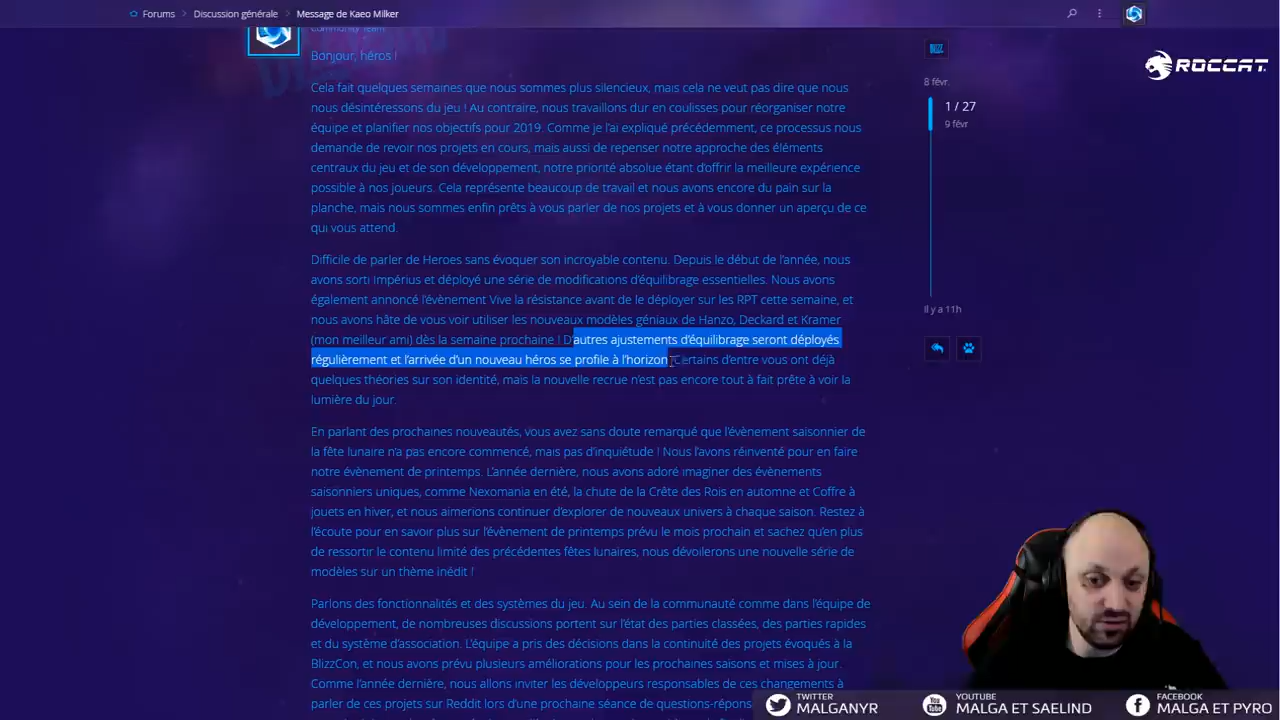 Forums
Discussion générale
Message de Kaeo Milker
Community Team
Bonjour, héros !
Cela fait quelques semaines que nous sommes plus silencieux, mais cela ne veut pas dire que nous
nous désintéressons du jeu ! Au contraire, nous travaillons dur en coulisses pour réorganiser notre
équipe et planifier nos objectifs pour 2019. Comme je l'ai expliqué précédemment, ce processus nous
demande de revoir nos projets en cours, mais aussi de repenser notre approche des éléments
centraux du jeu et de son développement, notre priorité absolue étant d'offrir la meilleure expérience
possible à nos joueurs. Cela représente beaucoup de travail et nous avons encore du pain sur la
planche, mais nous sommes enfin prêts à vous parler de nos projets et à vous donner un aperçu de ce
qui vous attend.
Difficile de parler de Heroes sans évoquer son incroyable contenu. Depuis le début de l'année, nous
avons sorti Impérius et déployé une série de modifications d'équilibrage essentielles. Nous avons
également annoncé l'évènement Vive la résistance avant de le déployer sur les RPT cette semaine, et
nous avons hâte de vous voir utiliser les nouveaux modèles géniaux de Hanzo, Deckard et Kramer
(mon meilleur ami) dès la semaine prochaine ! D'autres ajustements d'équilibrage seront déployés
régulièrement et l'arrivée d'un nouveau héros se profile à l'horizon. Certains d'entre vous ont déjà
quelques théories sur son identité, mais la nouvelle recrue n'est pas encore tout à fait prête à voir la
lumière du jour.
En parlant des prochaines nouveautés, vous avez sans doute remarqué que l'évènement saisonnier de
la fête lunaire n'a pas encore commencé, mais pas d'inquiétude ! Nous l'avons réinventé pour en faire
notre évènement de printemps. L'année dernière, nous avons adoré imaginer des évènements
saisonniers uniques, comme Nexomania en été, la chute de la Crête des Rois en automne et Coffre à
jouets en hiver, et nous aimerions continuer d'explorer de nouveaux univers à chaque saison. Restez à
l'écoute pour en savoir plus sur l'évènement de printemps prévu le mois prochain et sachez qu'en plus
de ressortir le contenu limité des précédentes fêtes lunaires, nous dévoilerons une nouvelle série de
modèles sur un thème inédit !
Parlons des fonctionnalités et des systèmes du jeu. Au sein de la communauté comme dans l'équipe de
développement, de nombreuses discussions portent sur l'état des parties classées, des parties rapides
et du système d'association. L'équipe a pris des décisions dans la continuité des projets évoqués à la
BlizzCon, et nous avons prévu plusieurs améliorations pour les prochaines saisons et mises à jour.
Comme l'année dernière, nous allons inviter les développeurs responsables de ces changements à
parler de ces projets sur Reddit lors d'une prochaine séance de questions-réponses.
8 févr.
1 / 27
9 févr
Il y a 11h
ROCCAT
TWITTER
MALGANYR
YOUTUBE
MALGA ET SAELIND
FACEBOOK
MALGA ET PYRO